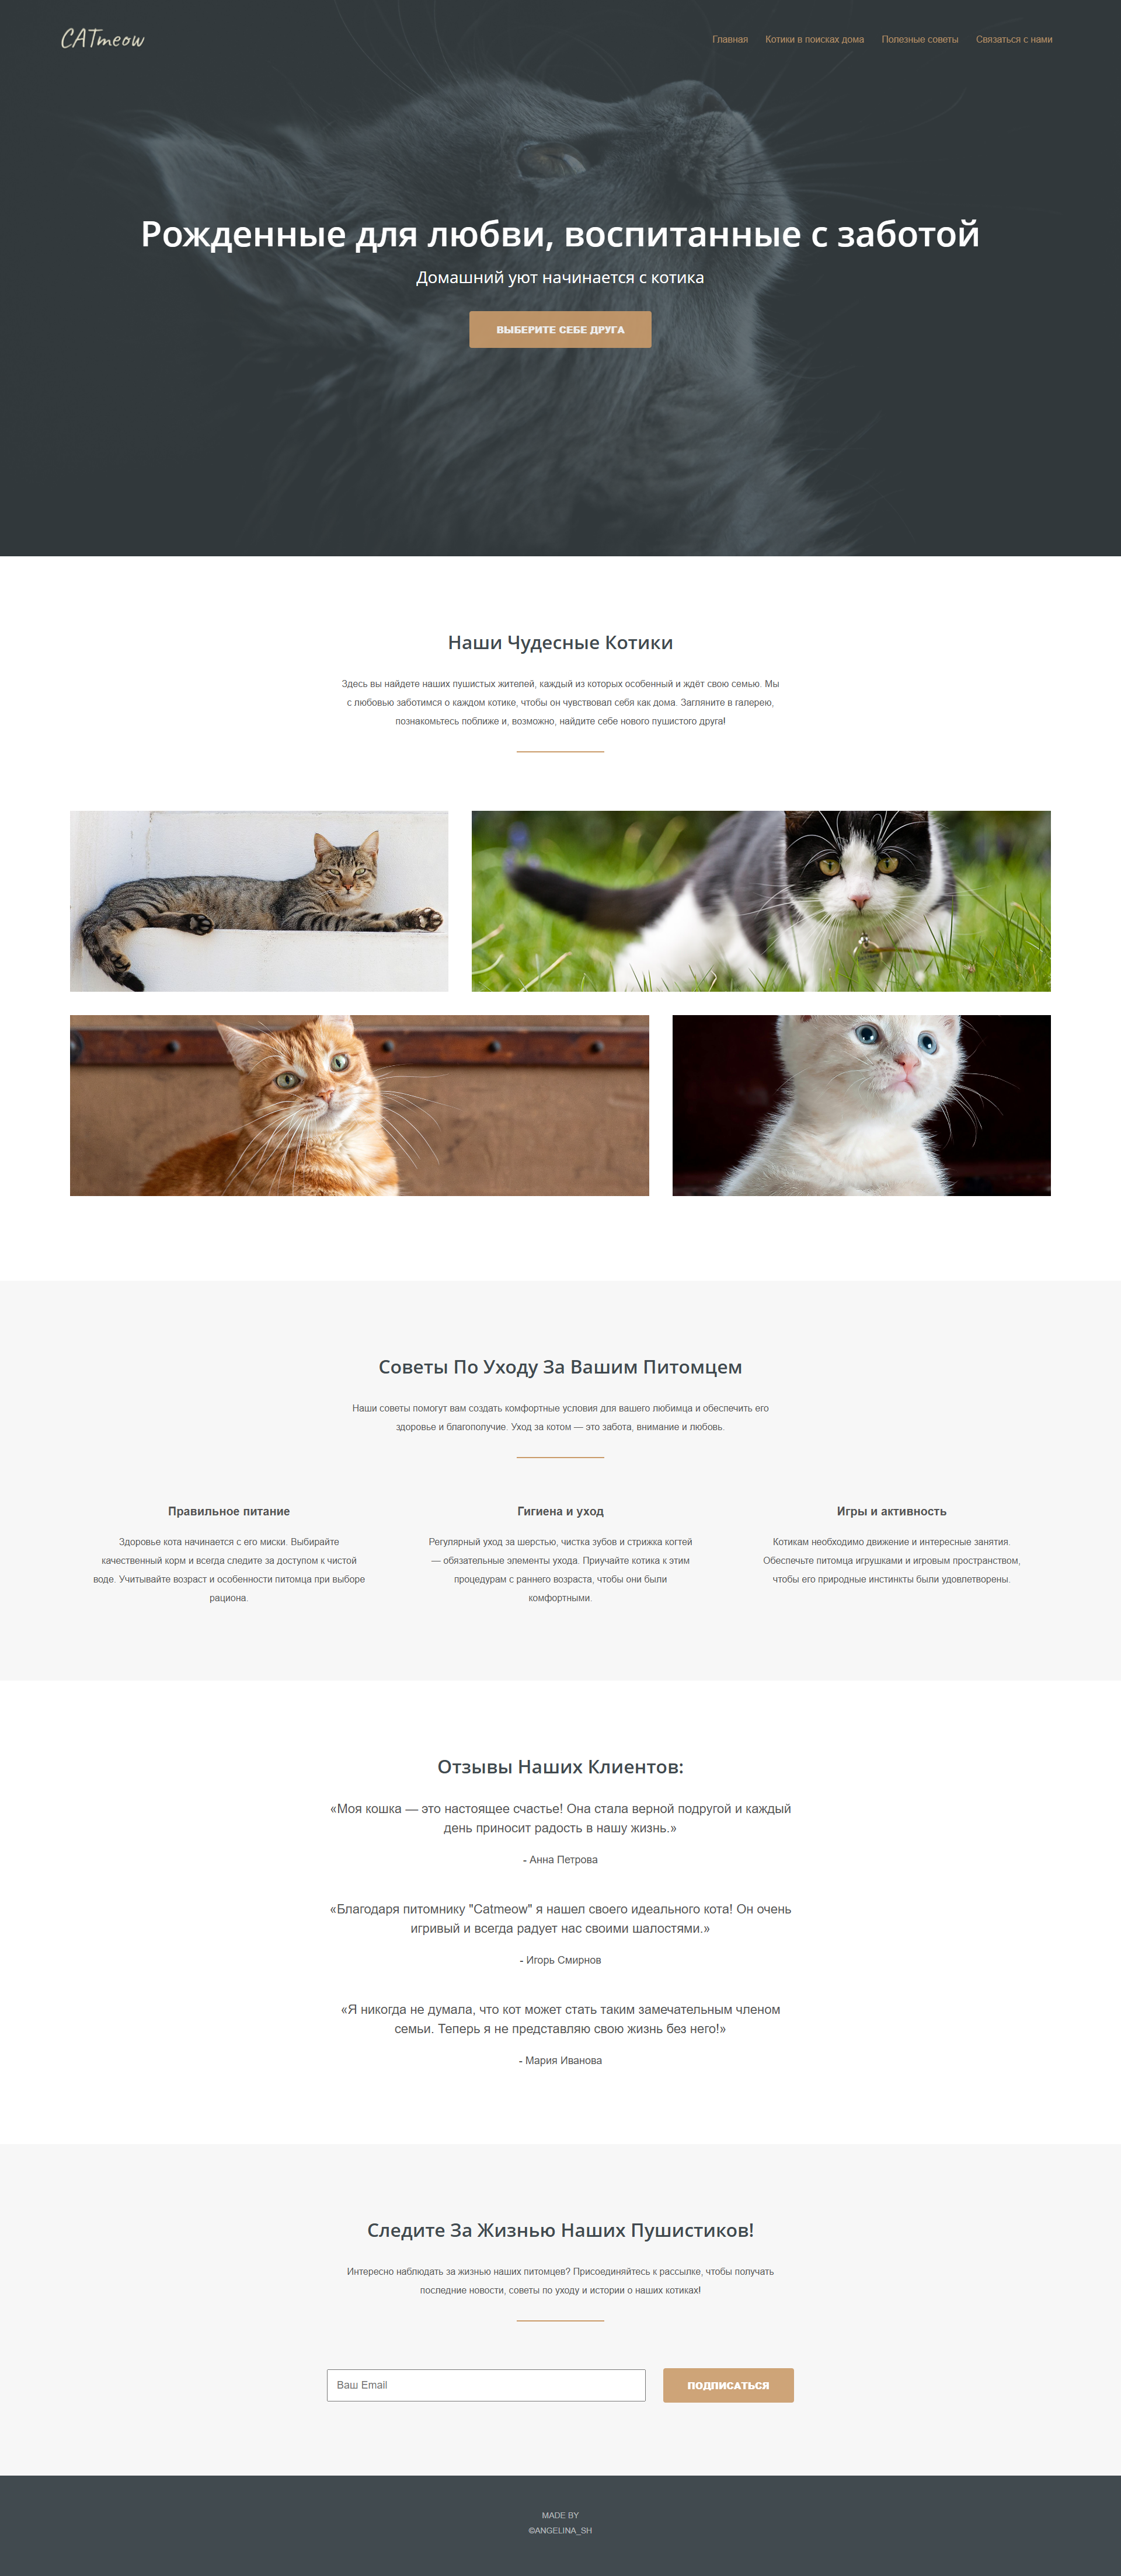 CATmeow
Главная Котики в поисках дома Полезные советы Связаться с нами
Рожденные для любви, воспитанные с заботой
Домашний уют начинается с котика
ВЫБЕРИТЕ СЕБЕ ДРУГА
Наши Чудесные Котики
Здесь вы найдете наших пушистых жителей, каждый из которых особенный и ждёт свою семью. Мы
с любовью заботимся о каждом котике, чтобы он чувствовал себя как дома. Загляните в галерею,
познакомьтесь поближе и, возможно, найдите себе нового пушистого друга!
Советы По Уходу За Вашим Питомцем
Наши советы помогут вам создать комфортные условия для вашего любимца и обеспечить его
здоровье и благополучие. Уход за котом — это забота, внимание и любовь.
Правильное питание
Здоровье кота начинается с его миски. Выбирайте
качественный корм и всегда следите за доступом к чистой
воде. Учитывайте возраст и особенности питомца при выборе
рациона.
Гигиена и уход
Регулярный уход за шерстью, чистка зубов и стрижка когтей
— обязательные элементы ухода. Приучайте котика к этим
процедурам с раннего возраста, чтобы они были
комфортными.
Игры и активность
Котикам необходимо движение и интересные занятия.
Обеспечьте питомца игрушками и игровым пространством,
чтобы его природные инстинкты были удовлетворены.
Отзывы Наших Клиентов:
«Моя кошка — это настоящее счастье! Она стала верной подругой и каждый
день приносит радость в нашу жизнь.»
- Анна Петрова
«Благодаря питомнику "Catmeow" я нашел своего идеального кота! Он очень
игривый и всегда радует нас своими шалостями.»
- Игорь Смирнов
«Я никогда не думала, что кот может стать таким замечательным членом
семьи. Теперь я не представляю свою жизнь без него!»
- Мария Иванова
Следите За Жизнью Наших Пушистиков!
Интересно наблюдать за жизнью наших питомцев? Присоединяйтесь к рассылке, чтобы получать
последние новости, советы по уходу и истории о наших котиках!
Ваш Email
ПОДПИСАТЬСЯ
MADE BY
©ANGELINA_SH